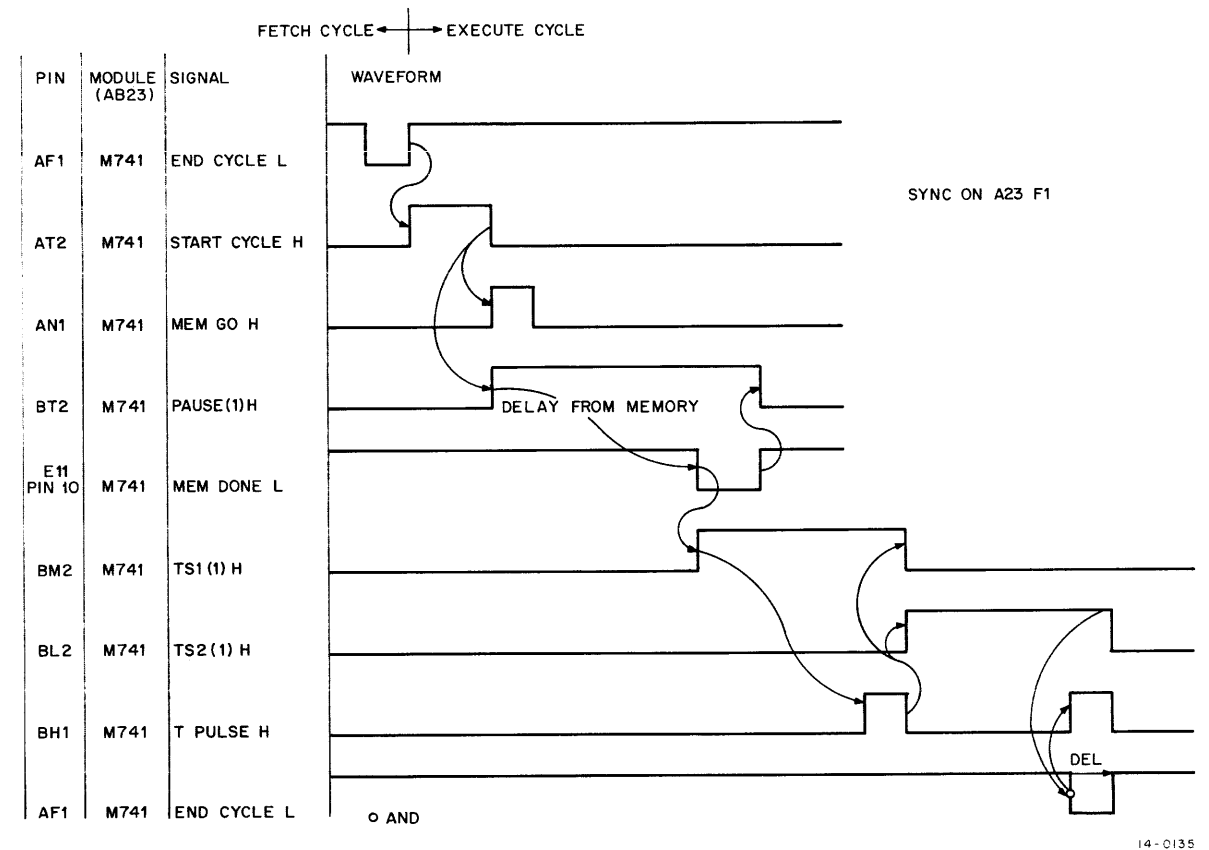 FETCH CYCLE EXECUTE CYCLE
PIN MODULE (AB23) SIGNAL WAVEFORM
AF1 M741 END CYCLE L
SYNC ON A23 F1
AT2 M741 START CYCLE H
AN1 M741 MEM GO H
BT2 M741 PAUSE(1)H
DELAY FROM MEMORY
E11 PIN 10 M741 MEM DONE L
BM2 M741 TS1(1) H
BL2 M741 TS2(1) H
BH1 M741 T PULSE H
DEL
AF1 M741 END CYCLE L
O AND
14-0135